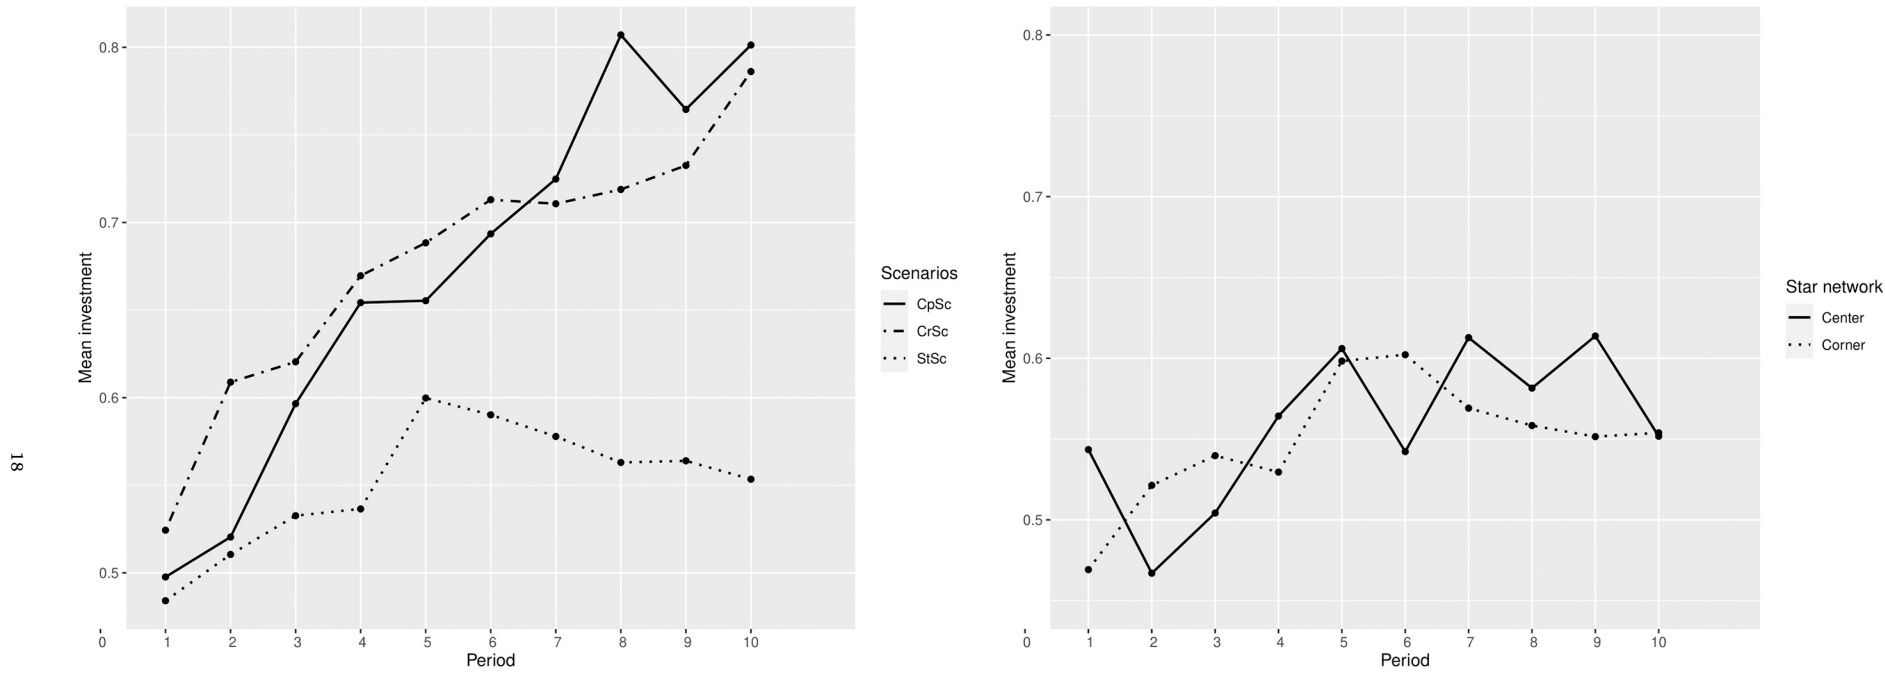 0.8
0.7
0.6
0.5
0 1 2 3 4 5 6 7 8 9 10
Period
Mean investment
Scenarios
CpSc
CrSc
StSc
0.8
0.7
0.6
0.5
0 1 2 3 4 5 6 7 8 9 10
Period
Mean investment
Star network
Center
Corner
18